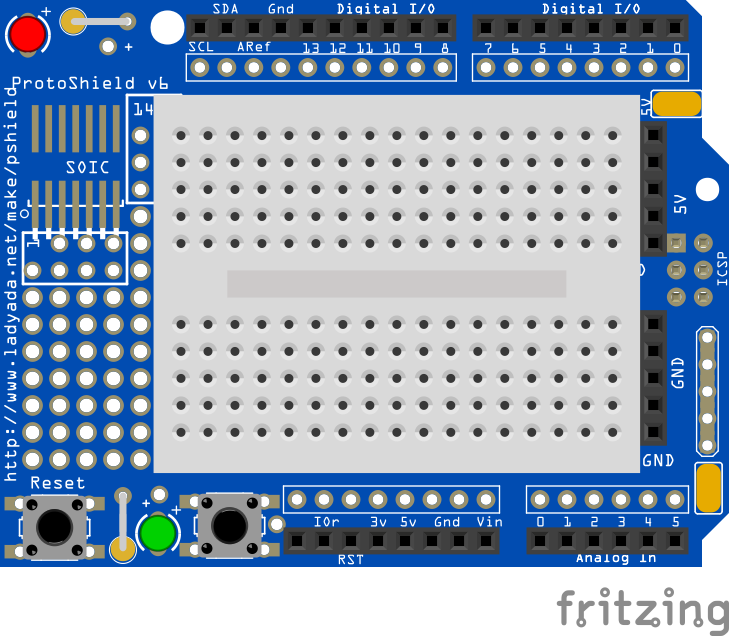 SDA Gnd Digital I/O Digital I/O
SCL ARef 13 12 11 10 9 8 7 6 5 4 3 2 1 0
ProtoShield v6
14
5V
SOIC
5V
1
ICSP
http://www.ladyada.net/make/pshield
GND
GND
Reset
IOr 3v 5v Gnd Vin 0 1 2 3 4 5
RST Analog In
fritzing